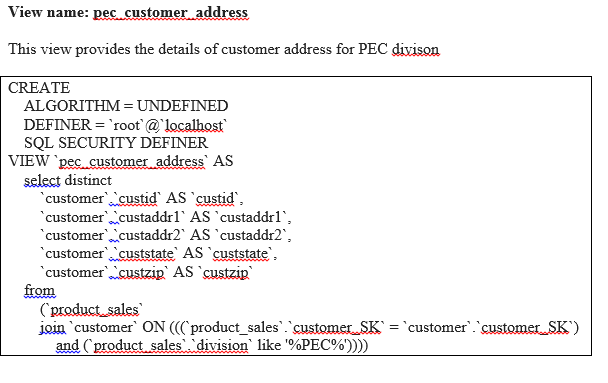 View name: pec_customer_address
This view provides the details of customer address for PEC divison
CREATE
ALGORITHM = UNDEFINED
DEFINER = `root`@`localhost`
SQL SECURITY DEFINER
VIEW `pec_customer_address` AS
select distinct
`customer`.`custid` AS `custid`,
`customer`.`custaddr1` AS `custaddr1`,
`customer`.`custaddr2` AS `custaddr2`,
`customer`.`custstate` AS `custstate`,
`customer`.`custzip` AS `custzip`
from
(`product_sales`
join `customer` ON (((`product_sales`.`customer_SK` = `customer`.`customer_SK`)
and (`product_sales`.`division` like '%PEC%'))))